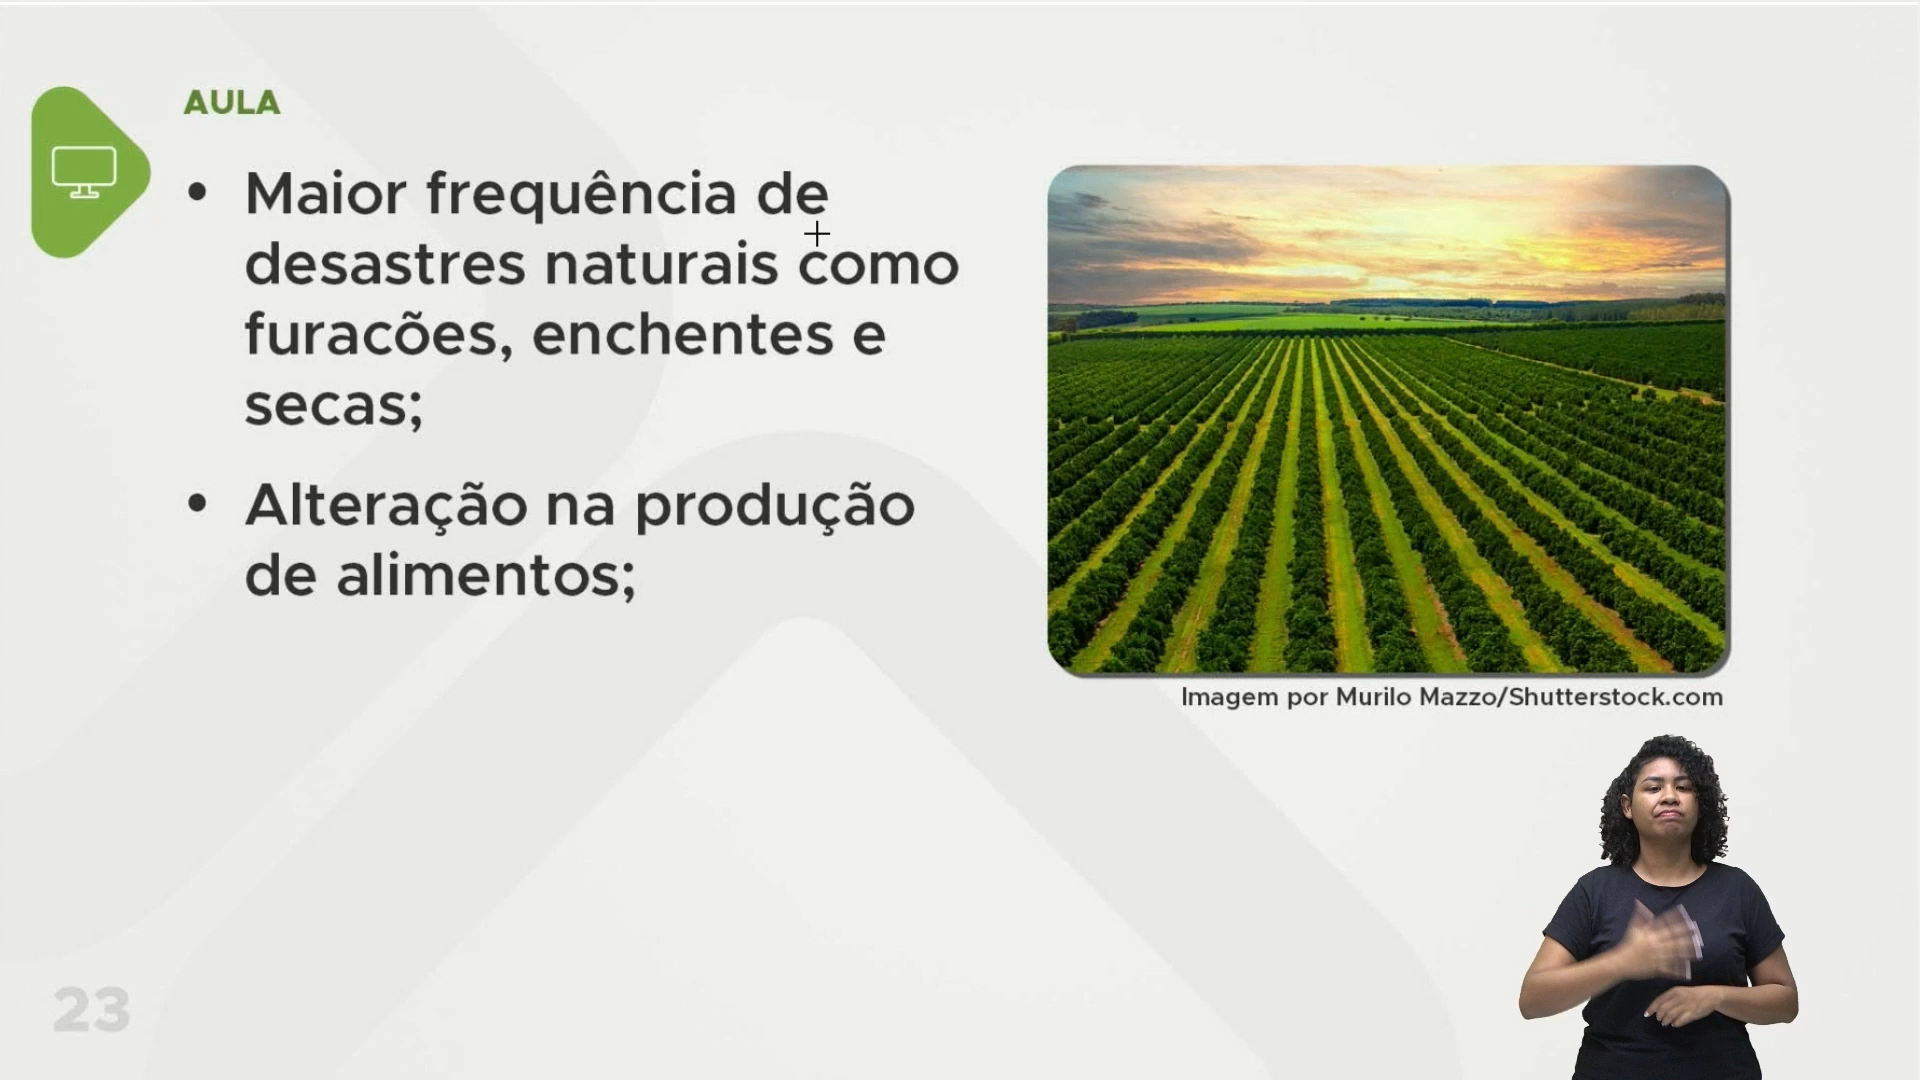 AULA
• Maior frequência de
desastres naturais como
furacões, enchentes e
secas;
• Alteração na produção
de alimentos;
Imagem por Murilo Mazzo/Shutterstock.com
23